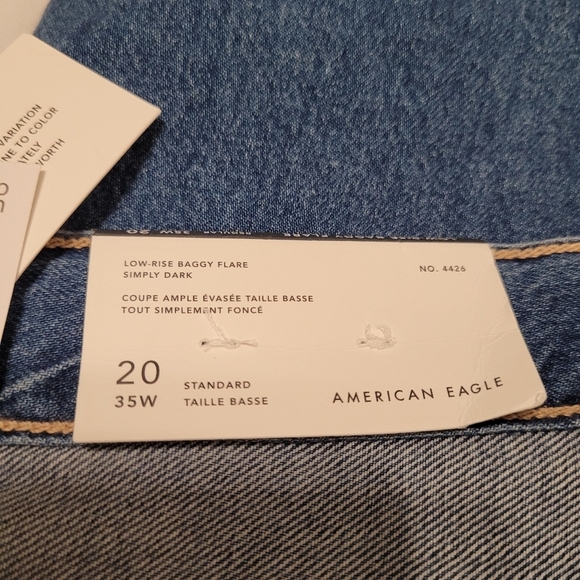 VARIATION
NE TO COLOR
ATELY
WORTH
LOW-RISE BAGGY FLARE
SIMPLY DARK
NO. 4426
COUPE AMPLE ÉVASÉE TAILLE BASSE
TOUT SIMPLEMENT FONCÉ
20
35W
STANDARD
TAILLE BASSE
AMERICAN EAGLE